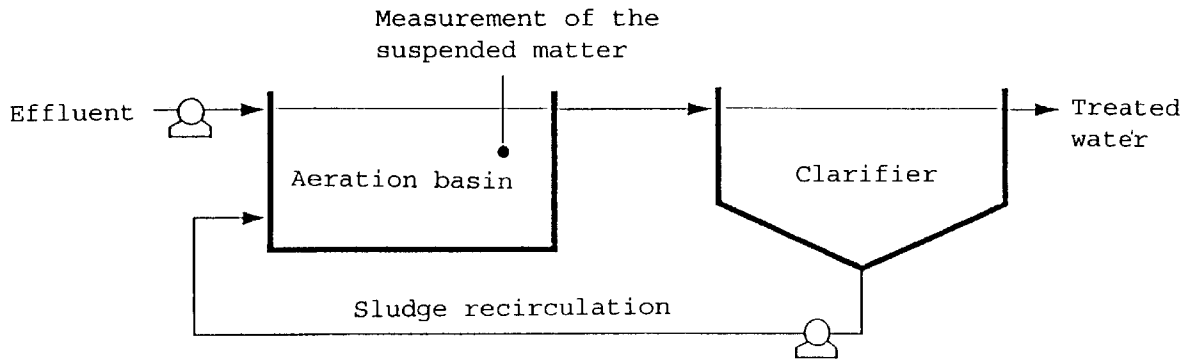 Measurement of the
suspended matter
Effluent
Treated
water
Aeration basin
Clarifier
Sludge recirculation